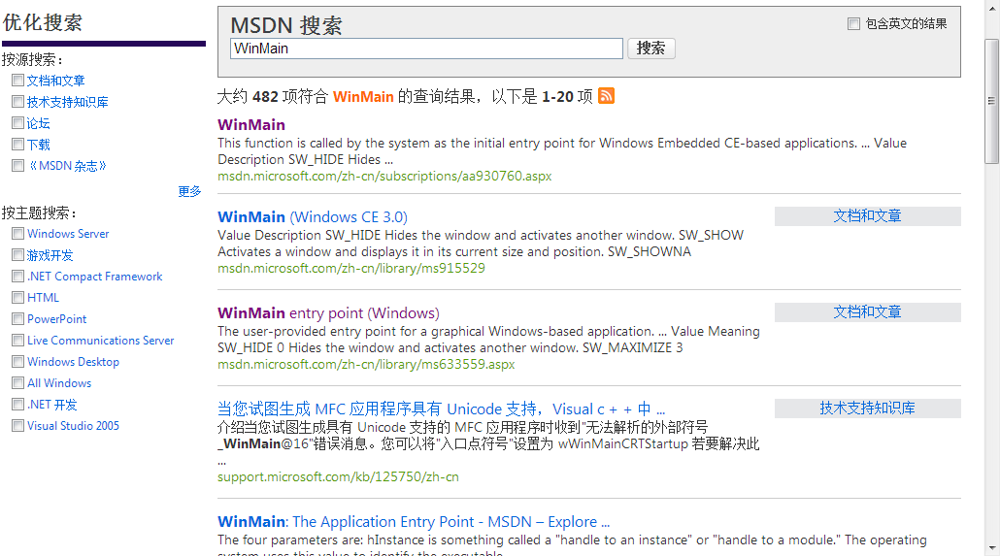 优化搜索
按源搜索：
文档和文章
技术支持知识库
论坛
下载
《MSDN 杂志》
更多
按主题搜索：
Windows Server
游戏开发
.NET Compact Framework
HTML
PowerPoint
Live Communications Server
Windows Desktop
All Windows
.NET 开发
Visual Studio 2005
MSDN 搜索
包含英文的结果
WinMain
搜索
大约 482 项符合 WinMain 的查询结果，以下是 1-20 项
WinMain
This function is called by the system as the initial entry point for Windows Embedded CE-based applications. ... Value
Description SW_HIDE Hides ...
msdn.microsoft.com/zh-cn/subscriptions/aa930760.aspx
WinMain (Windows CE 3.0)
文档和文章
Value Description SW_HIDE Hides the window and activates another window. SW_SHOW
Activates a window and displays it in its current size and position. SW_SHOWNA
msdn.microsoft.com/zh-cn/library/ms915529
WinMain entry point (Windows)
文档和文章
The user-provided entry point for a graphical Windows-based application. ... Value Meaning
SW_HIDE 0 Hides the window and activates another window. SW_MAXIMIZE 3
msdn.microsoft.com/zh-cn/library/ms633559.aspx
当您试图生成 MFC 应用程序具有 Unicode 支持，Visual c + + 中 ...
技术支持知识库
介绍当您试图生成具有 Unicode 支持的 MFC 应用程序时收到"无法解析的外部符号
_WinMain@16"错误消息。您可以将"入口点符号"设置为 wWinMainCRTStartup 若要解决此
...
support.microsoft.com/kb/125750/zh-cn
WinMain: The Application Entry Point - MSDN – Explore ...
The four parameters are: hInstance is something called a "handle to an instance" or "handle to a module." The operating
system uses this value to identify the executable